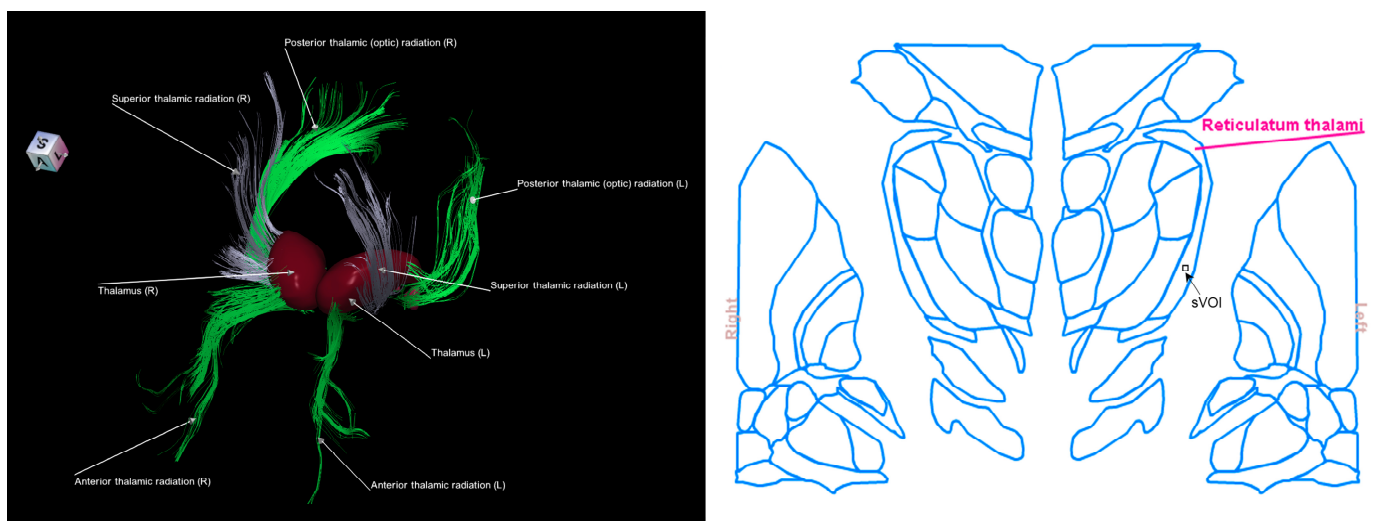 Posterior thalamic (optic) radiation (R)
Superior thalamic radiation (R)
S
A
L
Posterior thalamic (optic) radiation (L)
Thalamus (R)
Superior thalamic radiation (L)
Thalamus (L)
Anterior thalamic radiation (R)
Anterior thalamic radiation (L)
Reticulatum thalami
sVOI
Right
Left